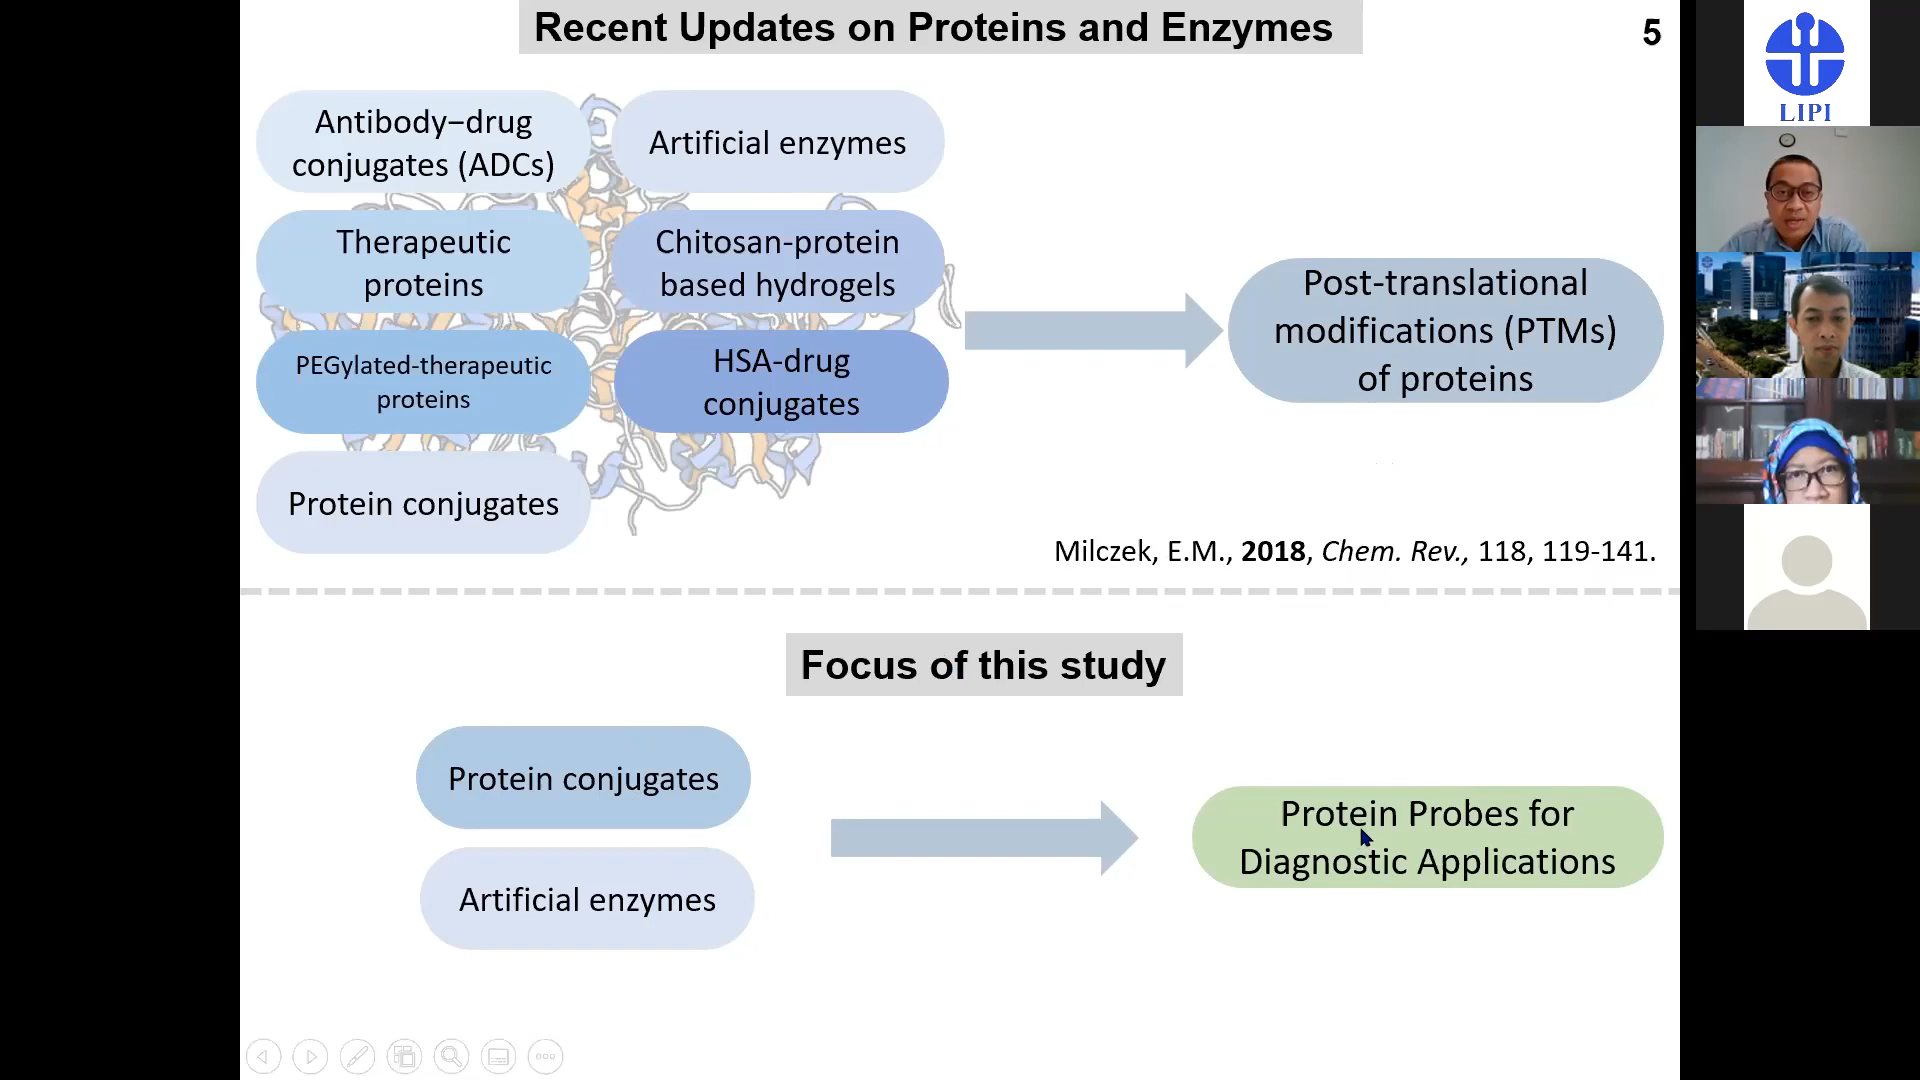 Recent Updates on Proteins and Enzymes
5
Antibody–drug
conjugates (ADCs)
Artificial enzymes
Therapeutic
proteins
Chitosan-protein
based hydrogels
PEGylated-therapeutic
proteins
HSA-drug
conjugates
Protein conjugates
Post-translational
modifications (PTMs)
of proteins
Milczek, E.M., 2018, Chem. Rev., 118, 119-141.
Focus of this study
Protein conjugates
Artificial enzymes
Protein Probes for
Diagnostic Applications
LIPI